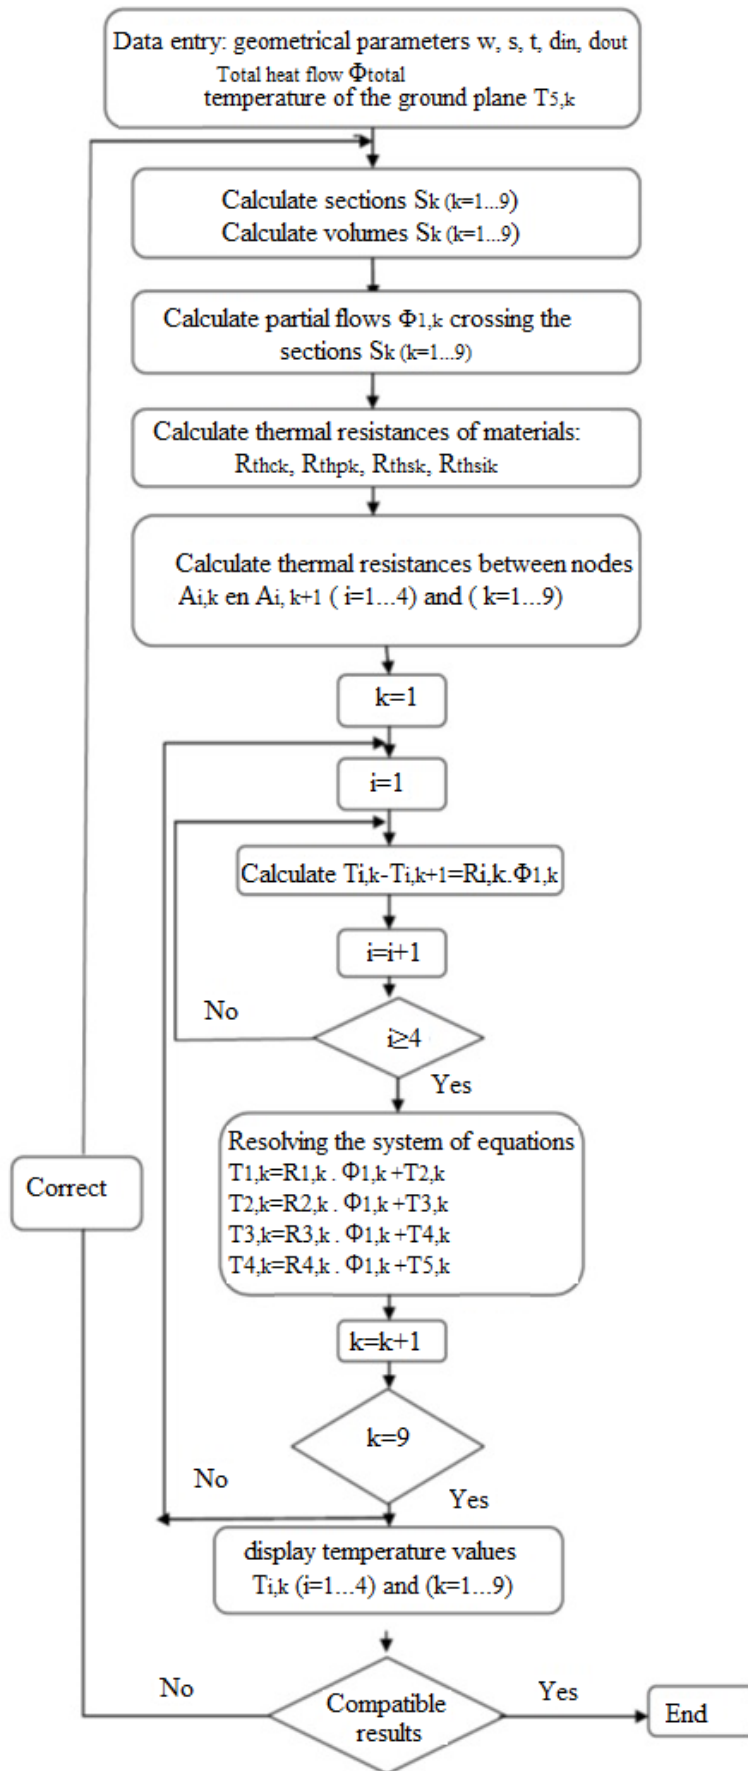 Data entry: geometrical parameters w, s, t, din, dout
Total heat flow Φtotal
temperature of the ground plane T5,k
Calculate sections Sk (k=1...9)
Calculate volumes Sk (k=1...9)
Calculate partial flows Φ1,k crossing the
sections Sk (k=1...9)
Calculate thermal resistances of materials:
Rthck, Rthpk, Rthsk, Rthsik
Calculate thermal resistances between nodes
Ai,k en Ai, k+1 ( i=1...4) and ( k=1...9)
k=1
i=1
Calculate Ti,k-Ti,k+1=Ri,k.Φ1,k
i=i+1
No
i≥4
Yes
Resolving the system of equations
T1,k=R1,k . Φ1,k +T2,k
T2,k=R2,k . Φ1,k +T3,k
T3,k=R3,k . Φ1,k +T4,k
T4,k=R4,k . Φ1,k +T5,k
Correct
k=k+1
k=9
No
Yes
display temperature values
Ti,k (i=1...4) and (k=1...9)
No
Compatible
results
Yes
End